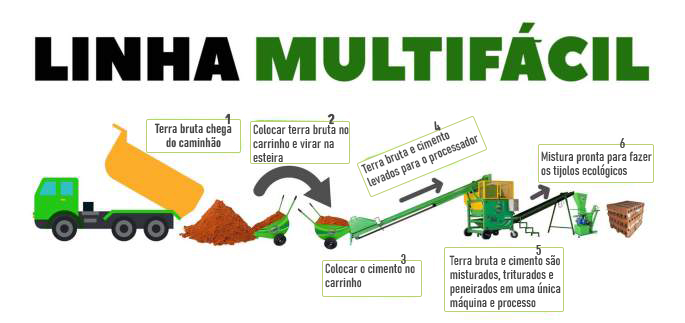 LINHA MULTIFÁCIL
1
Terra bruta chega
do caminhão
2
Colocar terra bruta no
carrinho e virar na
esteira
3
Colocar o cimento no
carrinho
4
Terra bruta e cimento
levados para o processador
5
Terra bruta e cimento são
misturados, triturados e
peneirados em uma única
máquina e processo
6
Mistura pronta para fazer
os tijolos ecológicos